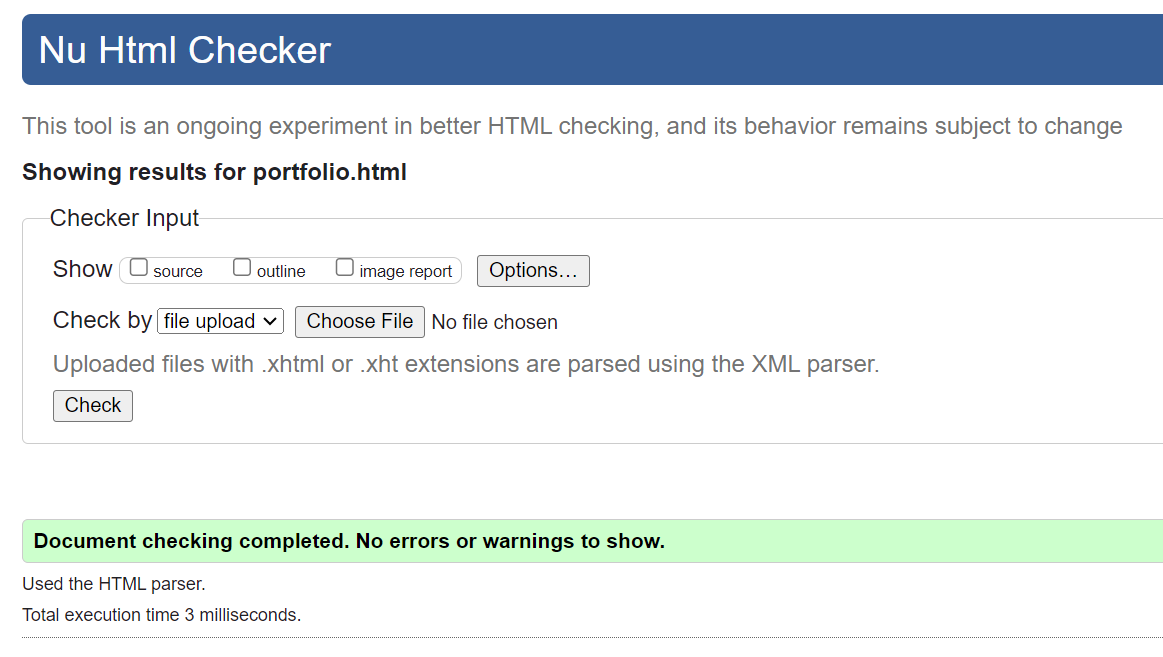 Nu Html Checker
This tool is an ongoing experiment in better HTML checking, and its behavior remains subject to change
Showing results for portfolio.html
Checker Input
Show source outline image report Options...
Check by file upload Choose File No file chosen
Uploaded files with .xhtml or .xht extensions are parsed using the XML parser.
Check
Document checking completed. No errors or warnings to show.
Used the HTML parser.
Total execution time 3 milliseconds.